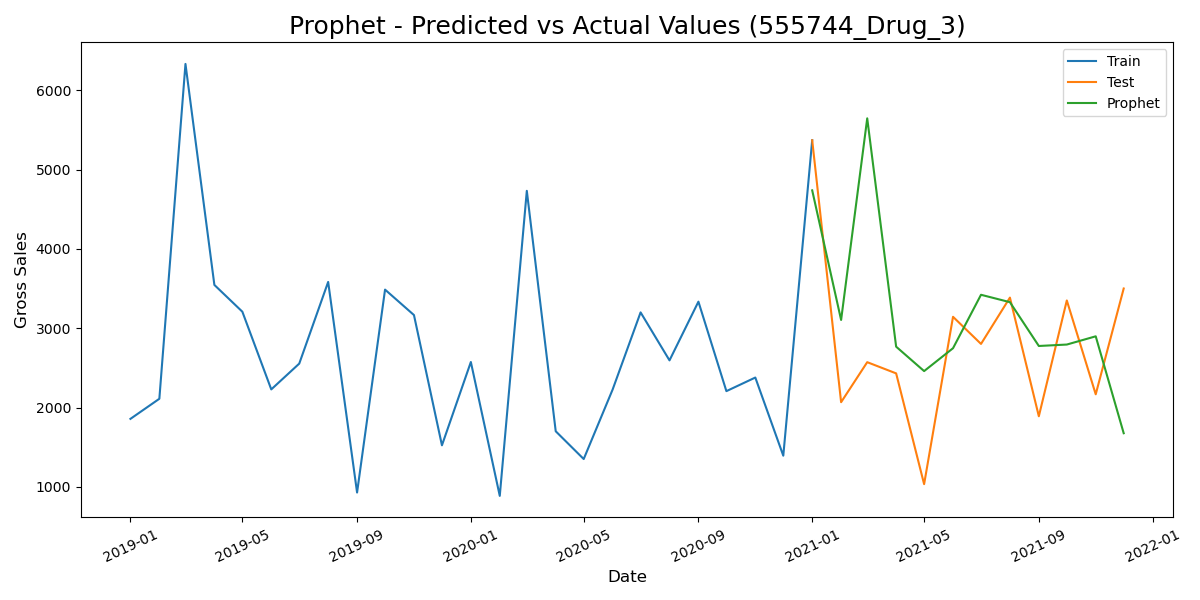 Prophet - Predicted vs Actual Values (555744_Drug_3)
Train
Test
Prophet
Gross Sales
6000
5000
4000
3000
2000
1000
2019-01
2019-05
2019-09
2020-01
2020-05
2020-09
2021-01
2021-05
2021-09
2022-01
Date